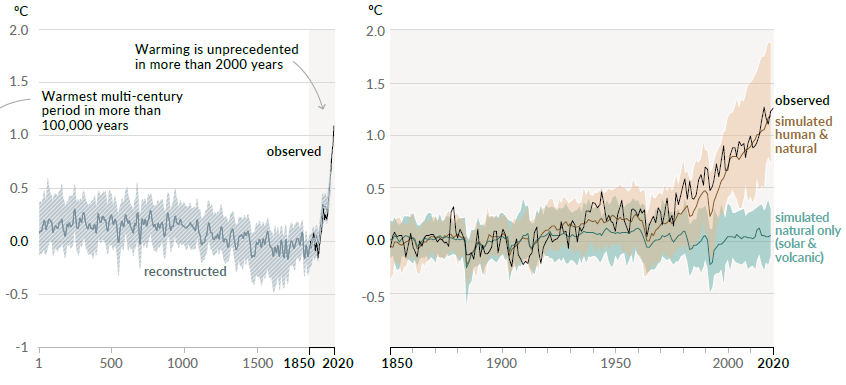 °C
2.0
1.5
1.0
0.5
0.0
-0.5
-1
Warming is unprecedented
in more than 2000 years
Warmest multi-century
period in more than
100,000 years
observed
reconstructed
1
500
1000
1500
1850
2020
°C
2.0
1.5
1.0
0.5
0.0
-0.5
observed
simulated
human &
natural
simulated
natural only
(solar &
volcanic)
1850
1900
1950
2000
2020